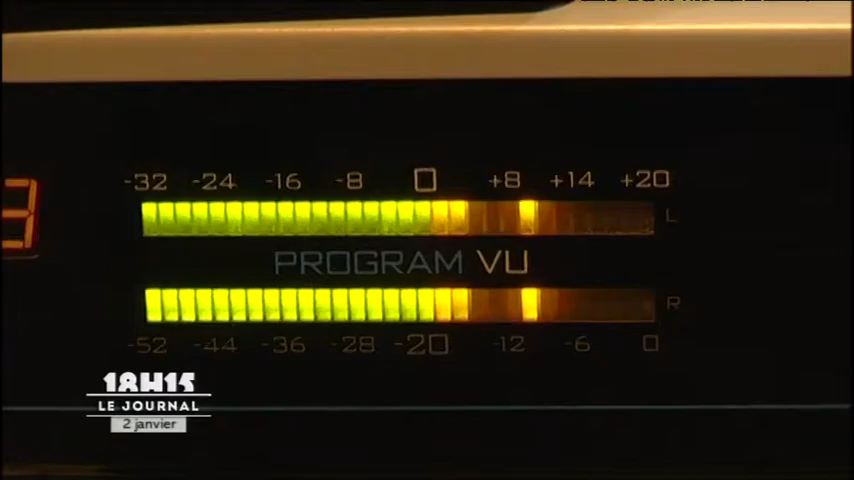 -32 -24 -16 -8 0 +8 +14 +20
3
L
PROGRAM VU
R
-52 -44 -36 -28 -20 -12 -6 0
18H15
LE JOURNAL
2 janvier